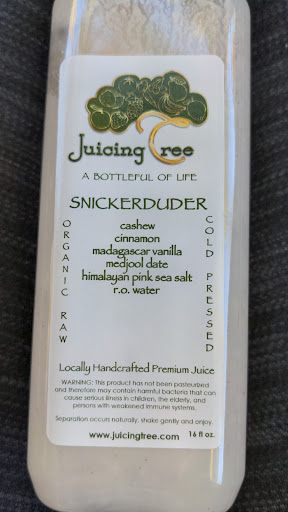 Juicing Tree
A BOTTLEFUL OF LIFE
SNICKERDUDER
cashew
cinnamon
madagascar vanilla
medjool date
himalayan pink sea salt
r.o. water
ORGANIC RAW
COLD PRESSED
Locally Handcrafted Premium Juice
WARNING: This product has not been pasteurized
and therefore may contain harmful bacteria that can
cause serious illness in children, the elderly, and
persons with weakened immune systems.
Separation occurs naturally, shake gently and enjoy.
www.juicingtree.com 16 fl oz.